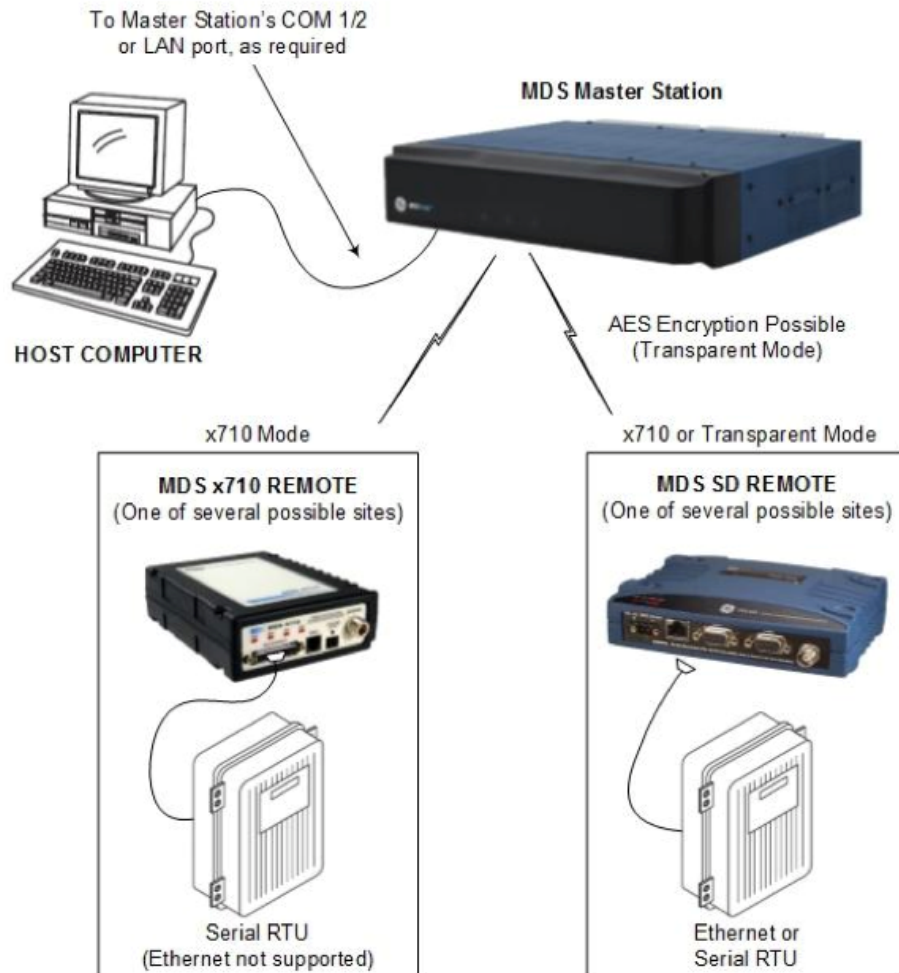 To Master Station's COM 1/2
or LAN port, as required
MDS Master Station
HOST COMPUTER
AES Encryption Possible
(Transparent Mode)
x710 Mode
x710 or Transparent Mode
MDS x710 REMOTE
(One of several possible sites)
MDS SD REMOTE
(One of several possible sites)
Serial RTU
(Ethernet not supported)
Ethernet or
Serial RTU